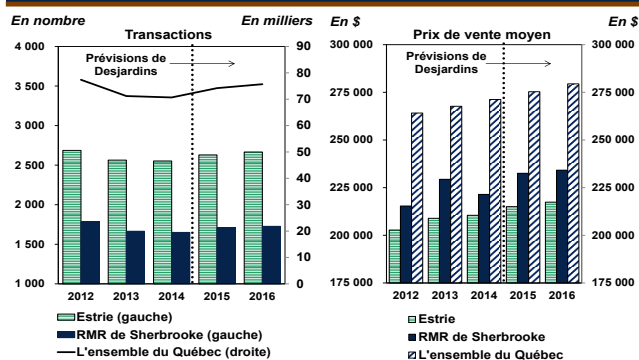 En nombre
En milliers
Transactions
4 000
3 500
3 000
2 500
2 000
1 500
1 000
90
80
70
60
50
40
30
20
10
0
Prévisions de
Desjardins
2012 2013 2014 2015 2016
Estrie (gauche)
RMR de Sherbrooke (gauche)
L'ensemble du Québec (droite)
En $
En $
Prix de vente moyen
300 000
275 000
250 000
225 000
200 000
175 000
300 000
275 000
250 000
225 000
200 000
175 000
Prévisions de
Desjardins
2012 2013 2014 2015 2016
Estrie
RMR de Sherbrooke
L'ensemble du Québec